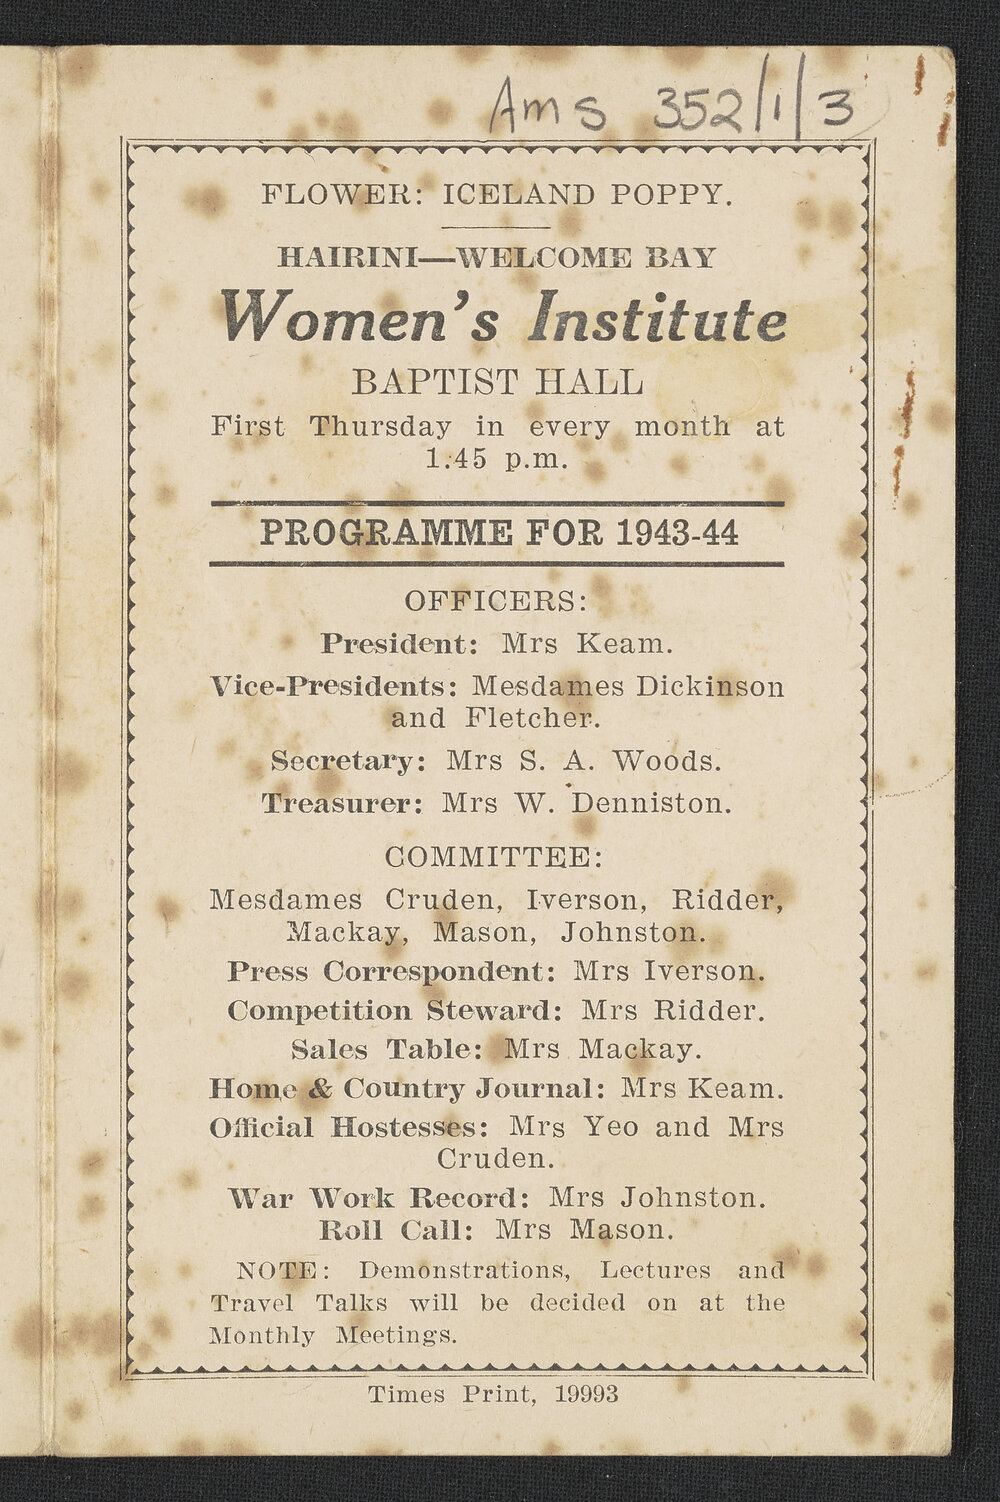 Ams 352/1/3
FLOWER: ICELAND POPPY.
HAIRINI—WELCOME BAY
Women's Institute
BAPTIST HALL
First Thursday in every month at
1.45 p.m.
PROGRAMME FOR 1943-44
OFFICERS:
President: Mrs Keam.
Vice-Presidents: Mesdames Dickinson
and Fletcher.
Secretary: Mrs S. A. Woods.
Treasurer: Mrs W. Denniston.
COMMITTEE:
Mesdames Cruden, Iverson, Ridder,
Mackay, Mason, Johnston.
Press Correspondent: Mrs Iverson.
Competition Steward: Mrs Ridder.
Sales Table: Mrs Mackay.
Home & Country Journal: Mrs Keam.
Official Hostesses: Mrs Yeo and Mrs
Cruden.
War Work Record: Mrs Johnston.
Roll Call: Mrs Mason.
NOTE: Demonstrations, Lectures and
Travel Talks will be decided on at the
Monthly Meetings.
Times Print, 19993